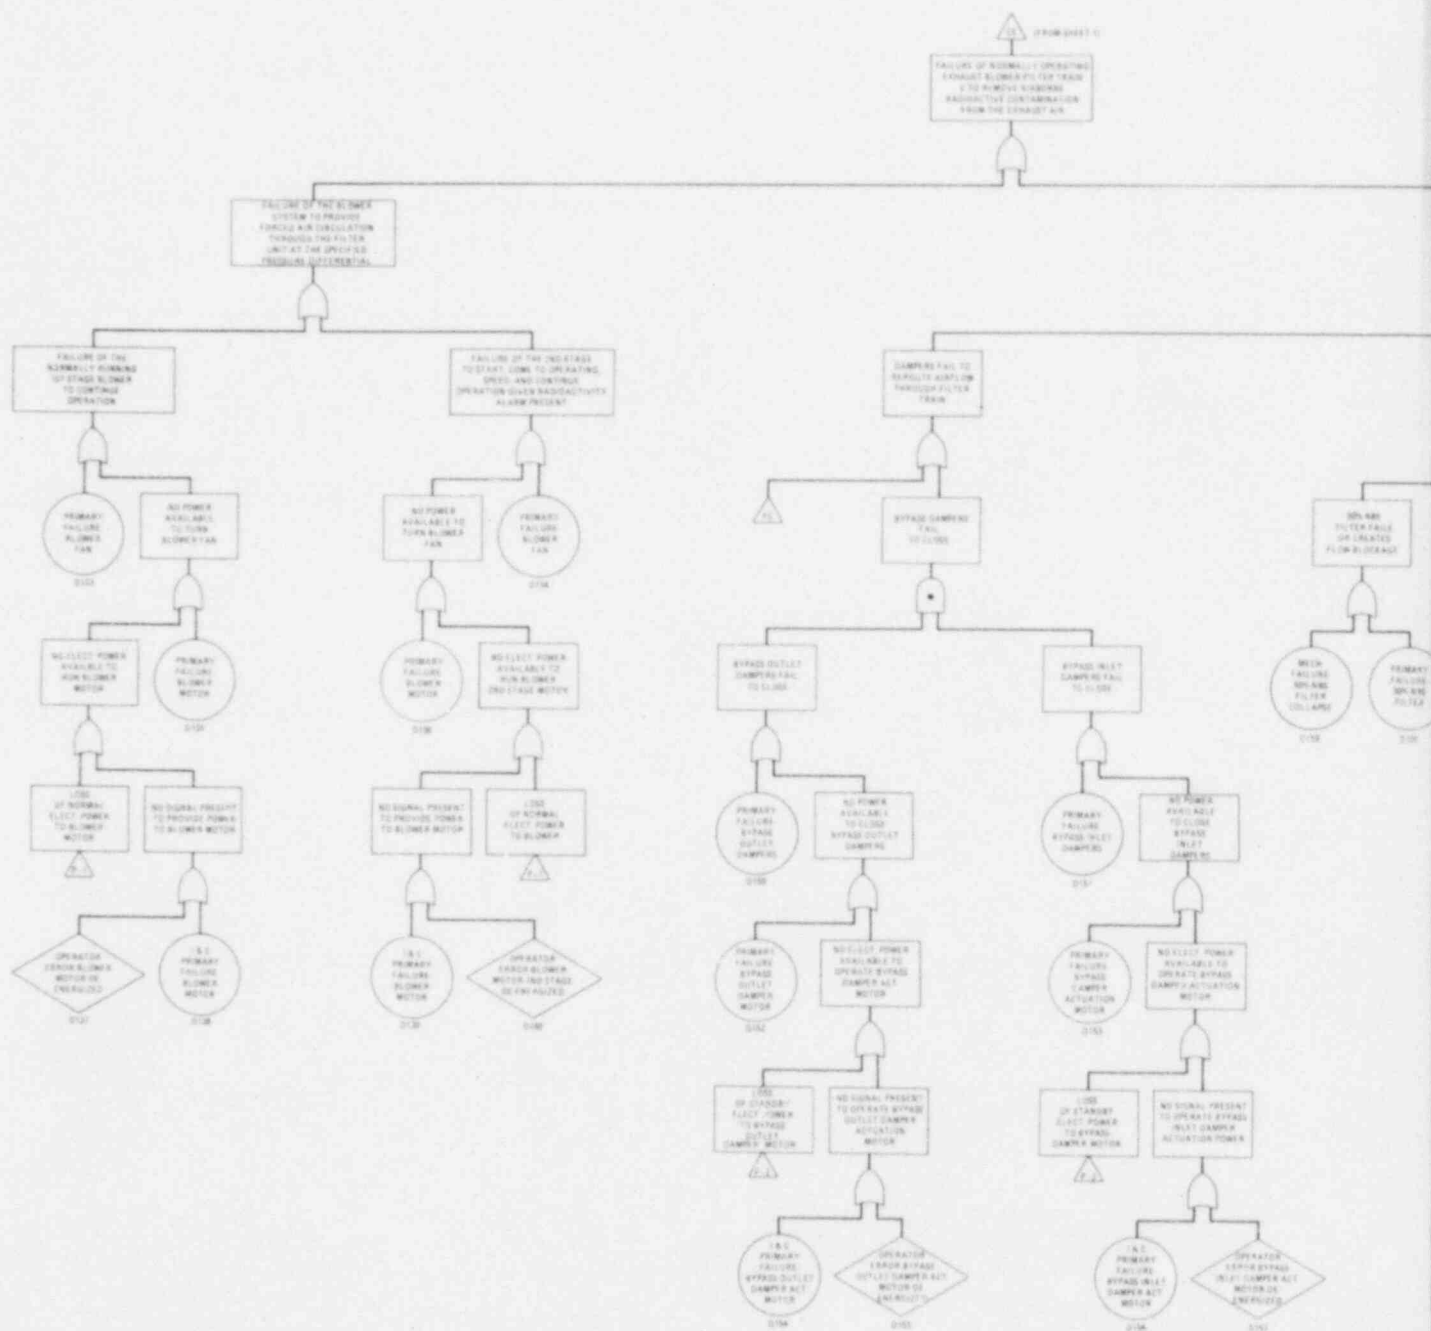 (FROM SHEET 1)
FAILURE OF NORMALLY OPERATING
EXHAUST BLOWER FILTER TRAIN
TO REMOVE AIRBORNE
RADIOACTIVE CONTAMINATION
FROM THE EXHAUST AIR
FAILURE OF THE BLOWER
SYSTEM TO PROVIDE
FORCED AIR CIRCULATION
THROUGH THE FILTER
UNIT AT THE SPECIFIED
PRESSURE DIFFERENTIAL
FAILURE OF THE
NORMALLY RUNNING
1ST STAGE BLOWER
TO CONTINUE
OPERATION
FAILURE OF THE 2ND STAGE
TO START, COME TO OPERATING
SPEED AND CONTINUE
OPERATION GIVEN RADIOACTIVITY
ALARM PRESENT
DAMPERS FAIL TO
REROUTE AIRFLOW
THROUGH FILTER
TRAIN
PRIMARY
FAILURE
BLOWER
FAN
NO POWER
AVAILABLE
TO TURN
BLOWER FAN
NO POWER
AVAILABLE TO
TURN BLOWER
FAN
PRIMARY
FAILURE
BLOWER
FAN
BYPASS DAMPERS
FAIL
TO CLOSE
FILTER FAILS
OR CREATED
FLOW BLOCKAGE
NO ELECT POWER
AVAILABLE TO
RUN BLOWER
MOTOR
PRIMARY
FAILURE
BLOWER
MOTOR
PRIMARY
FAILURE
BLOWER
MOTOR
NO ELECT POWER
AVAILABLE TO
RUN BLOWER
2ND STAGE MOTOR
BYPASS OUTLET
DAMPERS FAIL
TO CLOSE
BYPASS INLET
DAMPERS FAIL
TO CLOSE
MECH
FAILURE
FILTER
COLLAPSE
PRIMARY
FAILURE
FILTER
LOSS
OF NORMAL
ELECT. POWER
TO BLOWER
MOTOR
NO SIGNAL PRESENT
TO PROVIDE POWER
TO BLOWER MOTOR
NO SIGNAL PRESENT
TO PROVIDE POWER
TO BLOWER MOTOR
LOSS
OF NORMAL
ELECT. POWER
TO BLOWER
PRIMARY
FAILURE
BYPASS
OUTLET
DAMPERS
NO POWER
AVAILABLE
TO CLOSE
BYPASS OUTLET
DAMPERS
PRIMARY
FAILURE
BYPASS INLET
DAMPERS
NO POWER
AVAILABLE
TO CLOSE
BYPASS
INLET
DAMPERS
OPERATOR
ERROR BLOWER
MOTOR DE-
ENERGIZED
I & C
PRIMARY
FAILURE
BLOWER
MOTOR
I & C
PRIMARY
FAILURE
BLOWER
MOTOR
OPERATOR
ERROR BLOWER
MOTOR 2ND STAGE
DE-ENERGIZED
PRIMARY
FAILURE
BYPASS
OUTLET
DAMPER
MOTOR
NO ELECT POWER
AVAILABLE TO
OPERATE BYPASS
DAMPER ACT
MOTOR
PRIMARY
FAILURE
BYPASS
DAMPER
ACTUATION
MOTOR
NO ELECT POWER
AVAILABLE TO
OPERATE BYPASS
DAMPER ACTUATION
MOTOR
LOSS
OF STANDBY
ELECT. POWER
TO BYPASS
OUTLET
DAMPER MOTOR
NO SIGNAL PRESENT
TO OPERATE BYPASS
OUTLET DAMPER
ACTUATION
MOTOR
LOSS
OF STANDBY
ELECT. POWER
TO BYPASS
DAMPER MOTOR
NO SIGNAL PRESENT
TO OPERATE BYPASS
INLET DAMPER
ACTUATION POWER
I & C
PRIMARY
FAILURE
BYPASS OUTLET
DAMPER ACT
MOTOR
OPERATOR
ERROR BYPASS
OUTLET DAMPER ACT
MOTOR DE-
I & C
PRIMARY
FAILURE
BYPASS INLET
DAMPER ACT
MOTOR
OPERATOR
ERROR BYPASS
INLET DAMPER ACT
MOTOR DE-
ENERGIZED